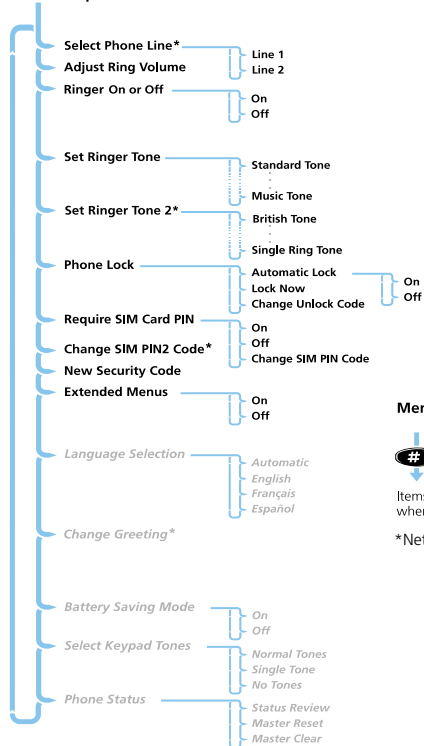 Select Phone Line*
Line 1
Line 2
Adjust Ring Volume
Ringer On or Off
On
Off
Set Ringer Tone
Standard Tone
Music Tone
Set Ringer Tone 2*
British Tone
Single Ring Tone
Phone Lock
Automatic Lock
On
Off
Lock Now
Change Unlock Code
Require SIM Card PIN
On
Off
Change SIM PIN Code
Change SIM PIN2 Code*
New Security Code
Extended Menus
On
Off
Language Selection
Automatic
English
Français
Español
Change Greeting*
Battery Saving Mode
On
Off
Select Keypad Tones
Normal Tones
Single Tone
No Tones
Phone Status
Status Review
Master Reset
Master Clear
#